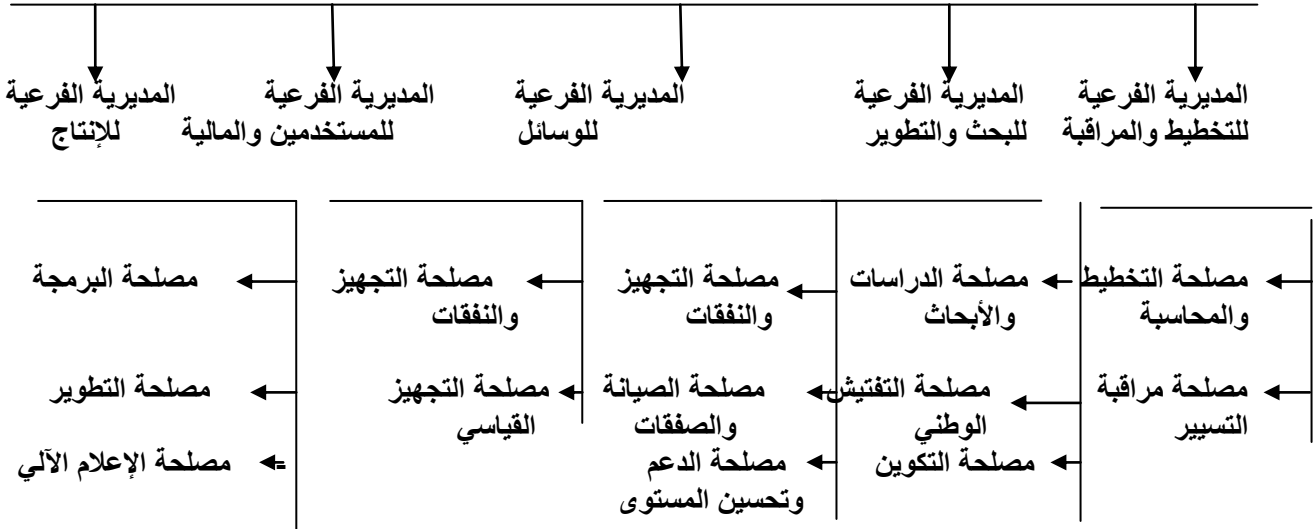 المديرية الفرعية
للتخطيط والمراقبة
المديرية الفرعية
للبحث والتطوير
المديرية الفرعية
للوسائل
المديرية الفرعية
للمستخدمين والمالية
المديرية الفرعية
للإنتاج
مصلحة التخطيط
والمحاسبة
مصلحة مراقبة
التسيير
مصلحة الدراسات
والأبحاث
مصلحة التفتيش
الوطني
مصلحة التكوين
مصلحة التجهيز
والنفقات
مصلحة الصيانة
والصفقات
مصلحة الدعم
وتحسين المستوى
مصلحة التجهيز
والنفقات
مصلحة التجهيز
القياسي
مصلحة البرمجة
مصلحة التطوير
مصلحة الإعلام الآلي